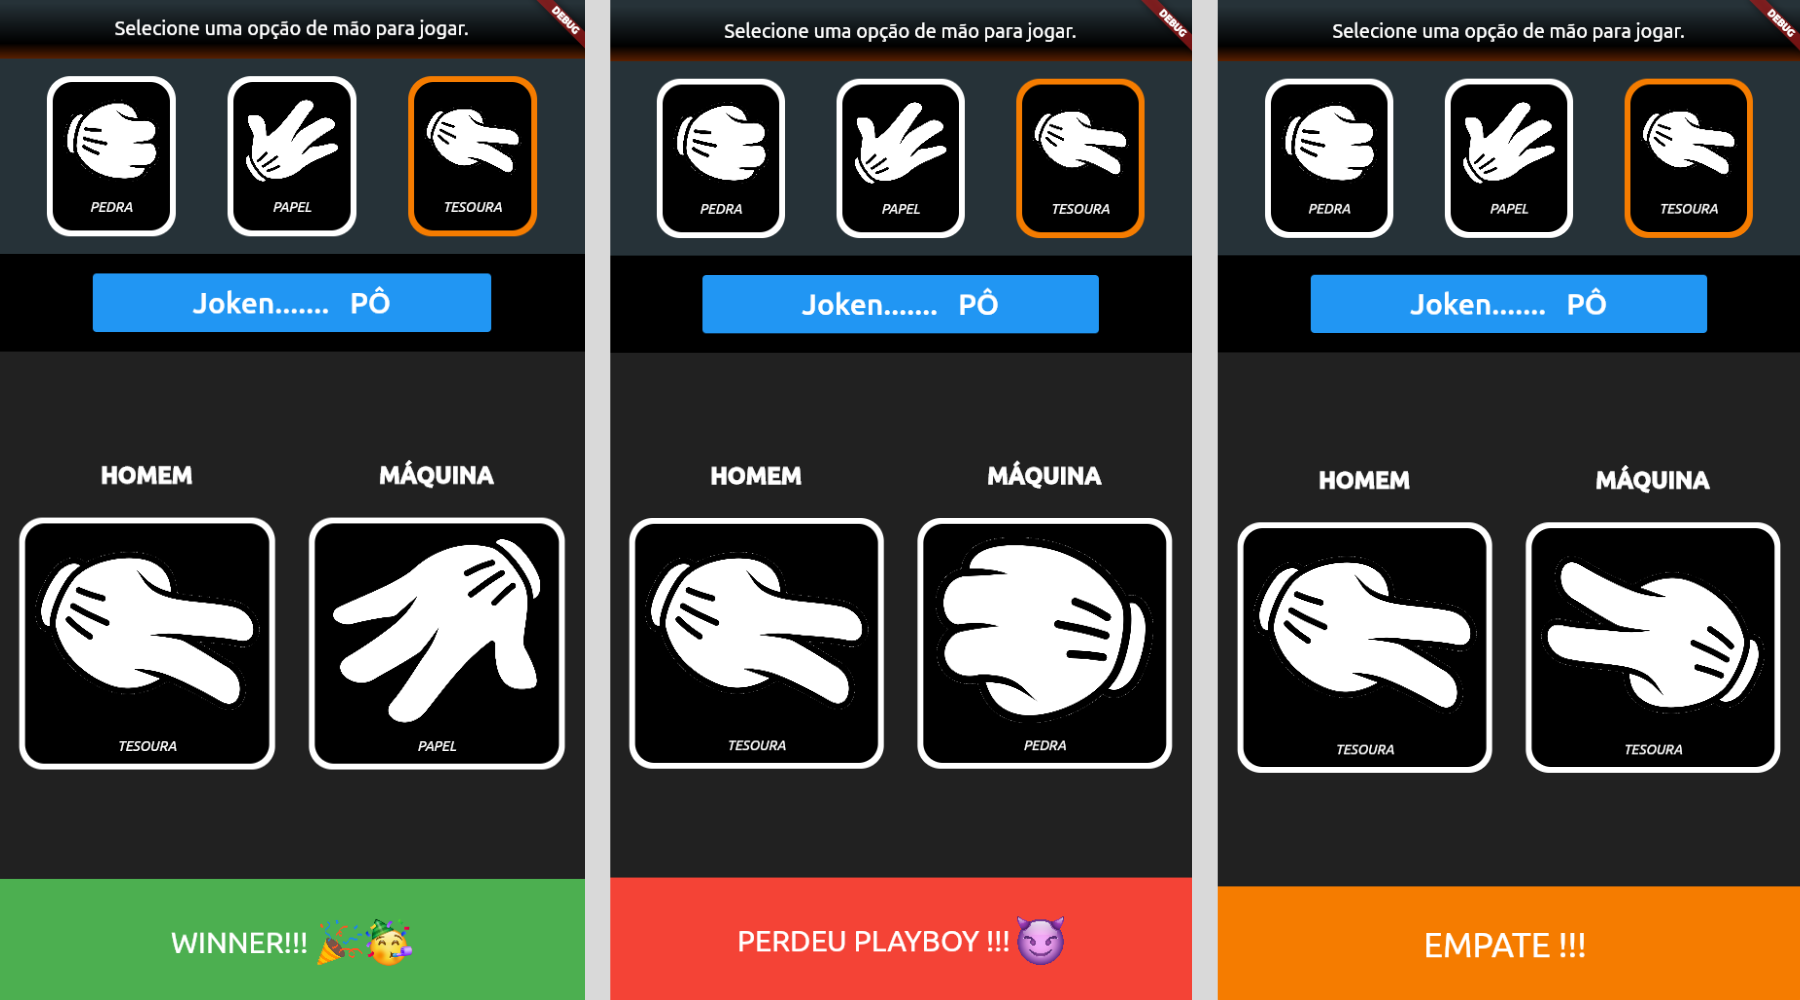 Selecione uma opção de mão para jogar.
DEBUG
PEDRA
PAPEL
TESOURA
Joken....... PÔ
HOMEM
MÁQUINA
TESOURA
PAPEL
WINNER!!! 🎉🥳
Selecione uma opção de mão para jogar.
DEBUG
PEDRA
PAPEL
TESOURA
Joken....... PÔ
HOMEM
MÁQUINA
TESOURA
PEDRA
PERDEU PLAYBOY !!! 😈
Selecione uma opção de mão para jogar.
DEBUG
PEDRA
PAPEL
TESOURA
Joken....... PÔ
HOMEM
MÁQUINA
TESOURA
TESOURA
EMPATE !!!